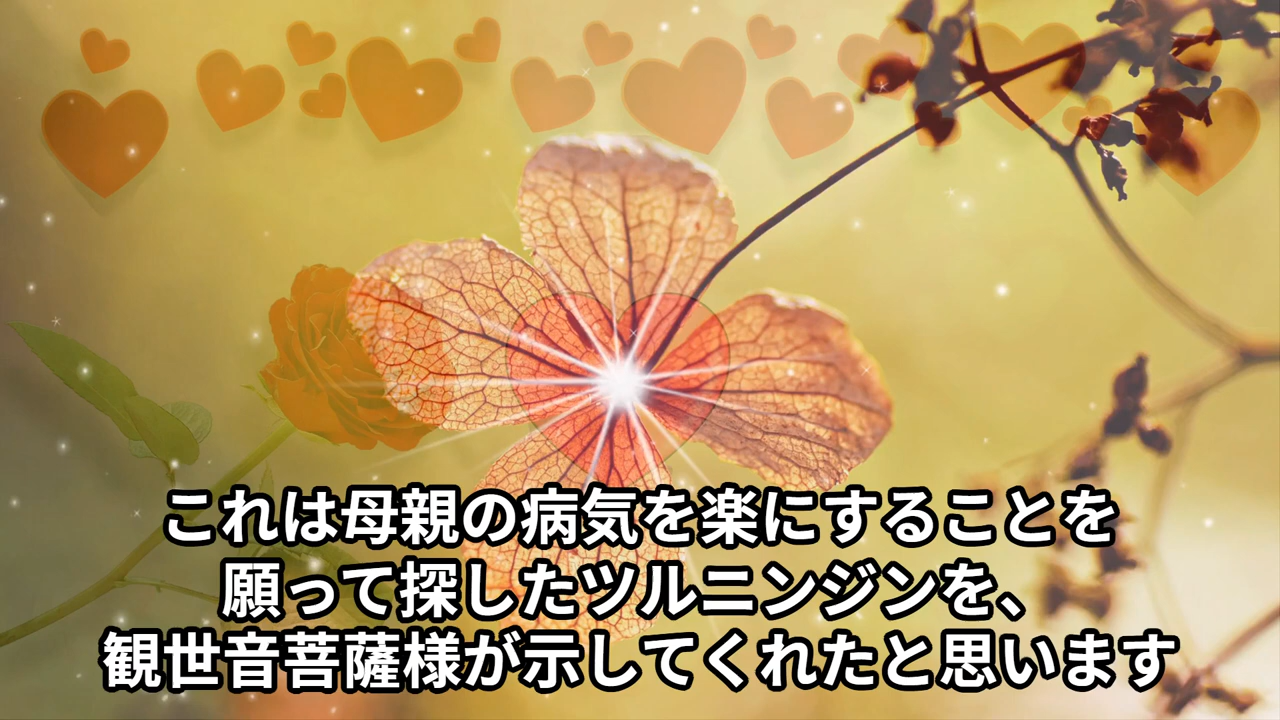 これは母親の病気を楽にすることを
願って探したツルニンジンを、
観世音菩薩様が示してくれたと思います